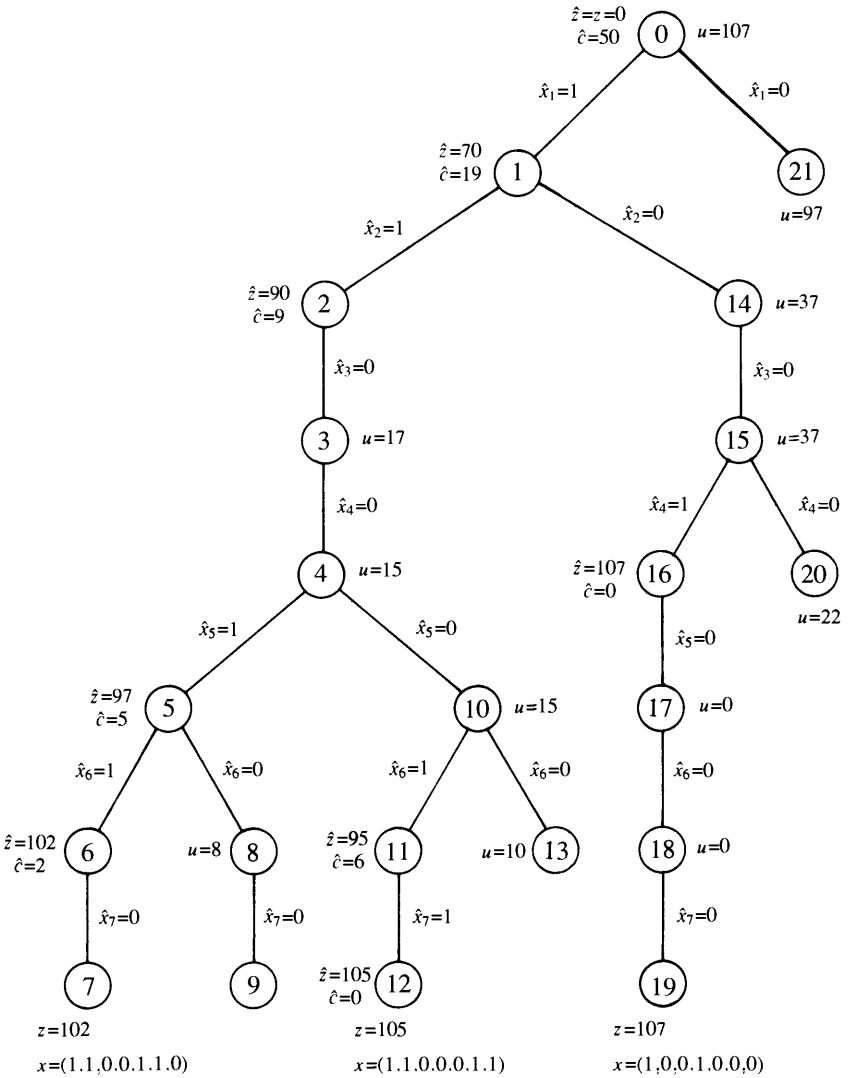 ẑ=z=0
ĉ=50
0
u=107
x̂₁=1
x̂₁=0
ẑ=70
ĉ=19
1
21
u=97
x̂₂=1
x̂₂=0
ẑ=90
ĉ=9
2
14
u=37
x̂₃=0
x̂₃=0
3
u=17
15
u=37
x̂₄=0
x̂₄=1
x̂₄=0
4
u=15
ẑ=107
ĉ=0
16
20
u=22
x̂₅=1
x̂₅=0
x̂₅=0
ẑ=97
ĉ=5
5
10
u=15
17
u=0
x̂₆=1
x̂₆=0
x̂₆=1
x̂₆=0
x̂₆=0
ẑ=102
ĉ=2
6
u=8
8
ẑ=95
ĉ=6
11
u=10
13
18
u=0
x̂₇=0
x̂₇=0
x̂₇=1
x̂₇=0
7
9
ẑ=105
ĉ=0
12
19
z=102
z=105
z=107
x=(1.1,0.0.1.1.0)
x=(1.1.0.0.0.1.1)
x=(1,0,0.1.0.0,0)